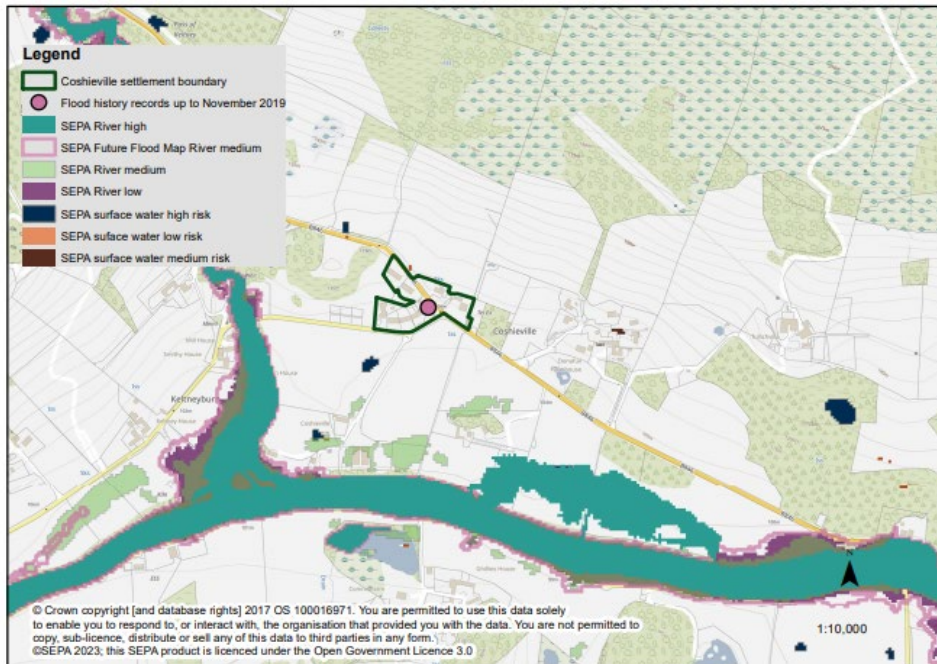 Legend
Coshieville settlement boundary
Flood history records up to November 2019
SEPA River high
SEPA Future Flood Map River medium
SEPA River medium
SEPA River low
SEPA surface water high risk
SEPA suface water low risk
SEPA surface water medium risk
Coshieville
Keltneyburn
N
1:10,000
© Crown copyright [and database rights] 2017 OS 100016971. You are permitted to use this data solely
to enable you to respond to, or interact with, the organisation that provided you with the data. You are not permitted to
copy, sub-licence, distribute or sell any of this data to third parties in any form.
©SEPA 2023; this SEPA product is licenced under the Open Government Licence 3.0